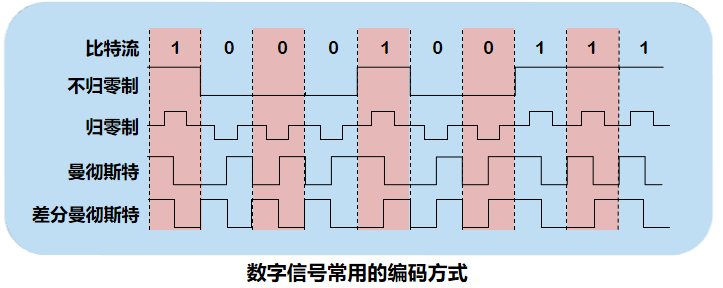 比特流 1 0 0 0 1 0 0 1 1 1
不归零制
归零制
曼彻斯特
差分曼彻斯特
数字信号常用的编码方式